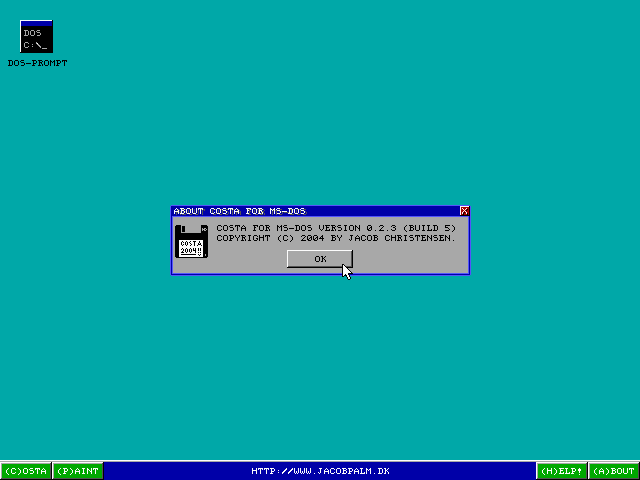 DOS
C:\_
DOS-PROMPT
ABOUT COSTA FOR MS-DOS
COSTA FOR MS-DOS VERSION 0.2.3 (BUILD 5)
COPYRIGHT (C) 2004 BY JACOB CHRISTENSEN.
COSTA
2004!!
OK
(C)OSTA (P)AINT HTTP://WWW.JACOBPALM.DK (H)ELP! (A)BOUT